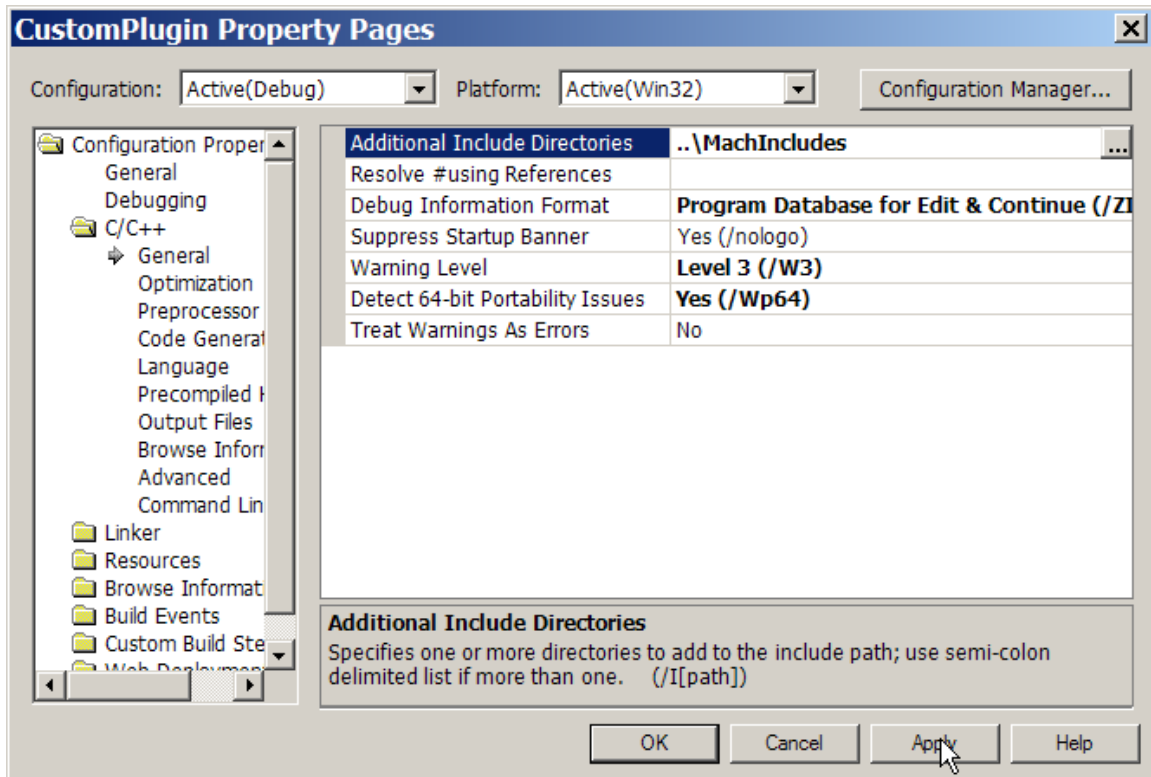 CustomPlugin Property Pages
Configuration: Active(Debug) Platform: Active(Win32) Configuration Manager...
Configuration Proper
General
Debugging
C/C++
General
Optimization
Preprocessor
Code Generat
Language
Precompiled H
Output Files
Browse Inforr
Advanced
Command Lin
Linker
Resources
Browse Informat
Build Events
Custom Build Ste
Web Deploymen
Additional Include Directories ..\MachIncludes ...
Resolve #using References
Debug Information Format Program Database for Edit & Continue (/ZI
Suppress Startup Banner Yes (/nologo)
Warning Level Level 3 (/W3)
Detect 64-bit Portability Issues Yes (/Wp64)
Treat Warnings As Errors No
Additional Include Directories
Specifies one or more directories to add to the include path; use semi-colon
delimited list if more than one. (/I[path])
OK Cancel Apply Help